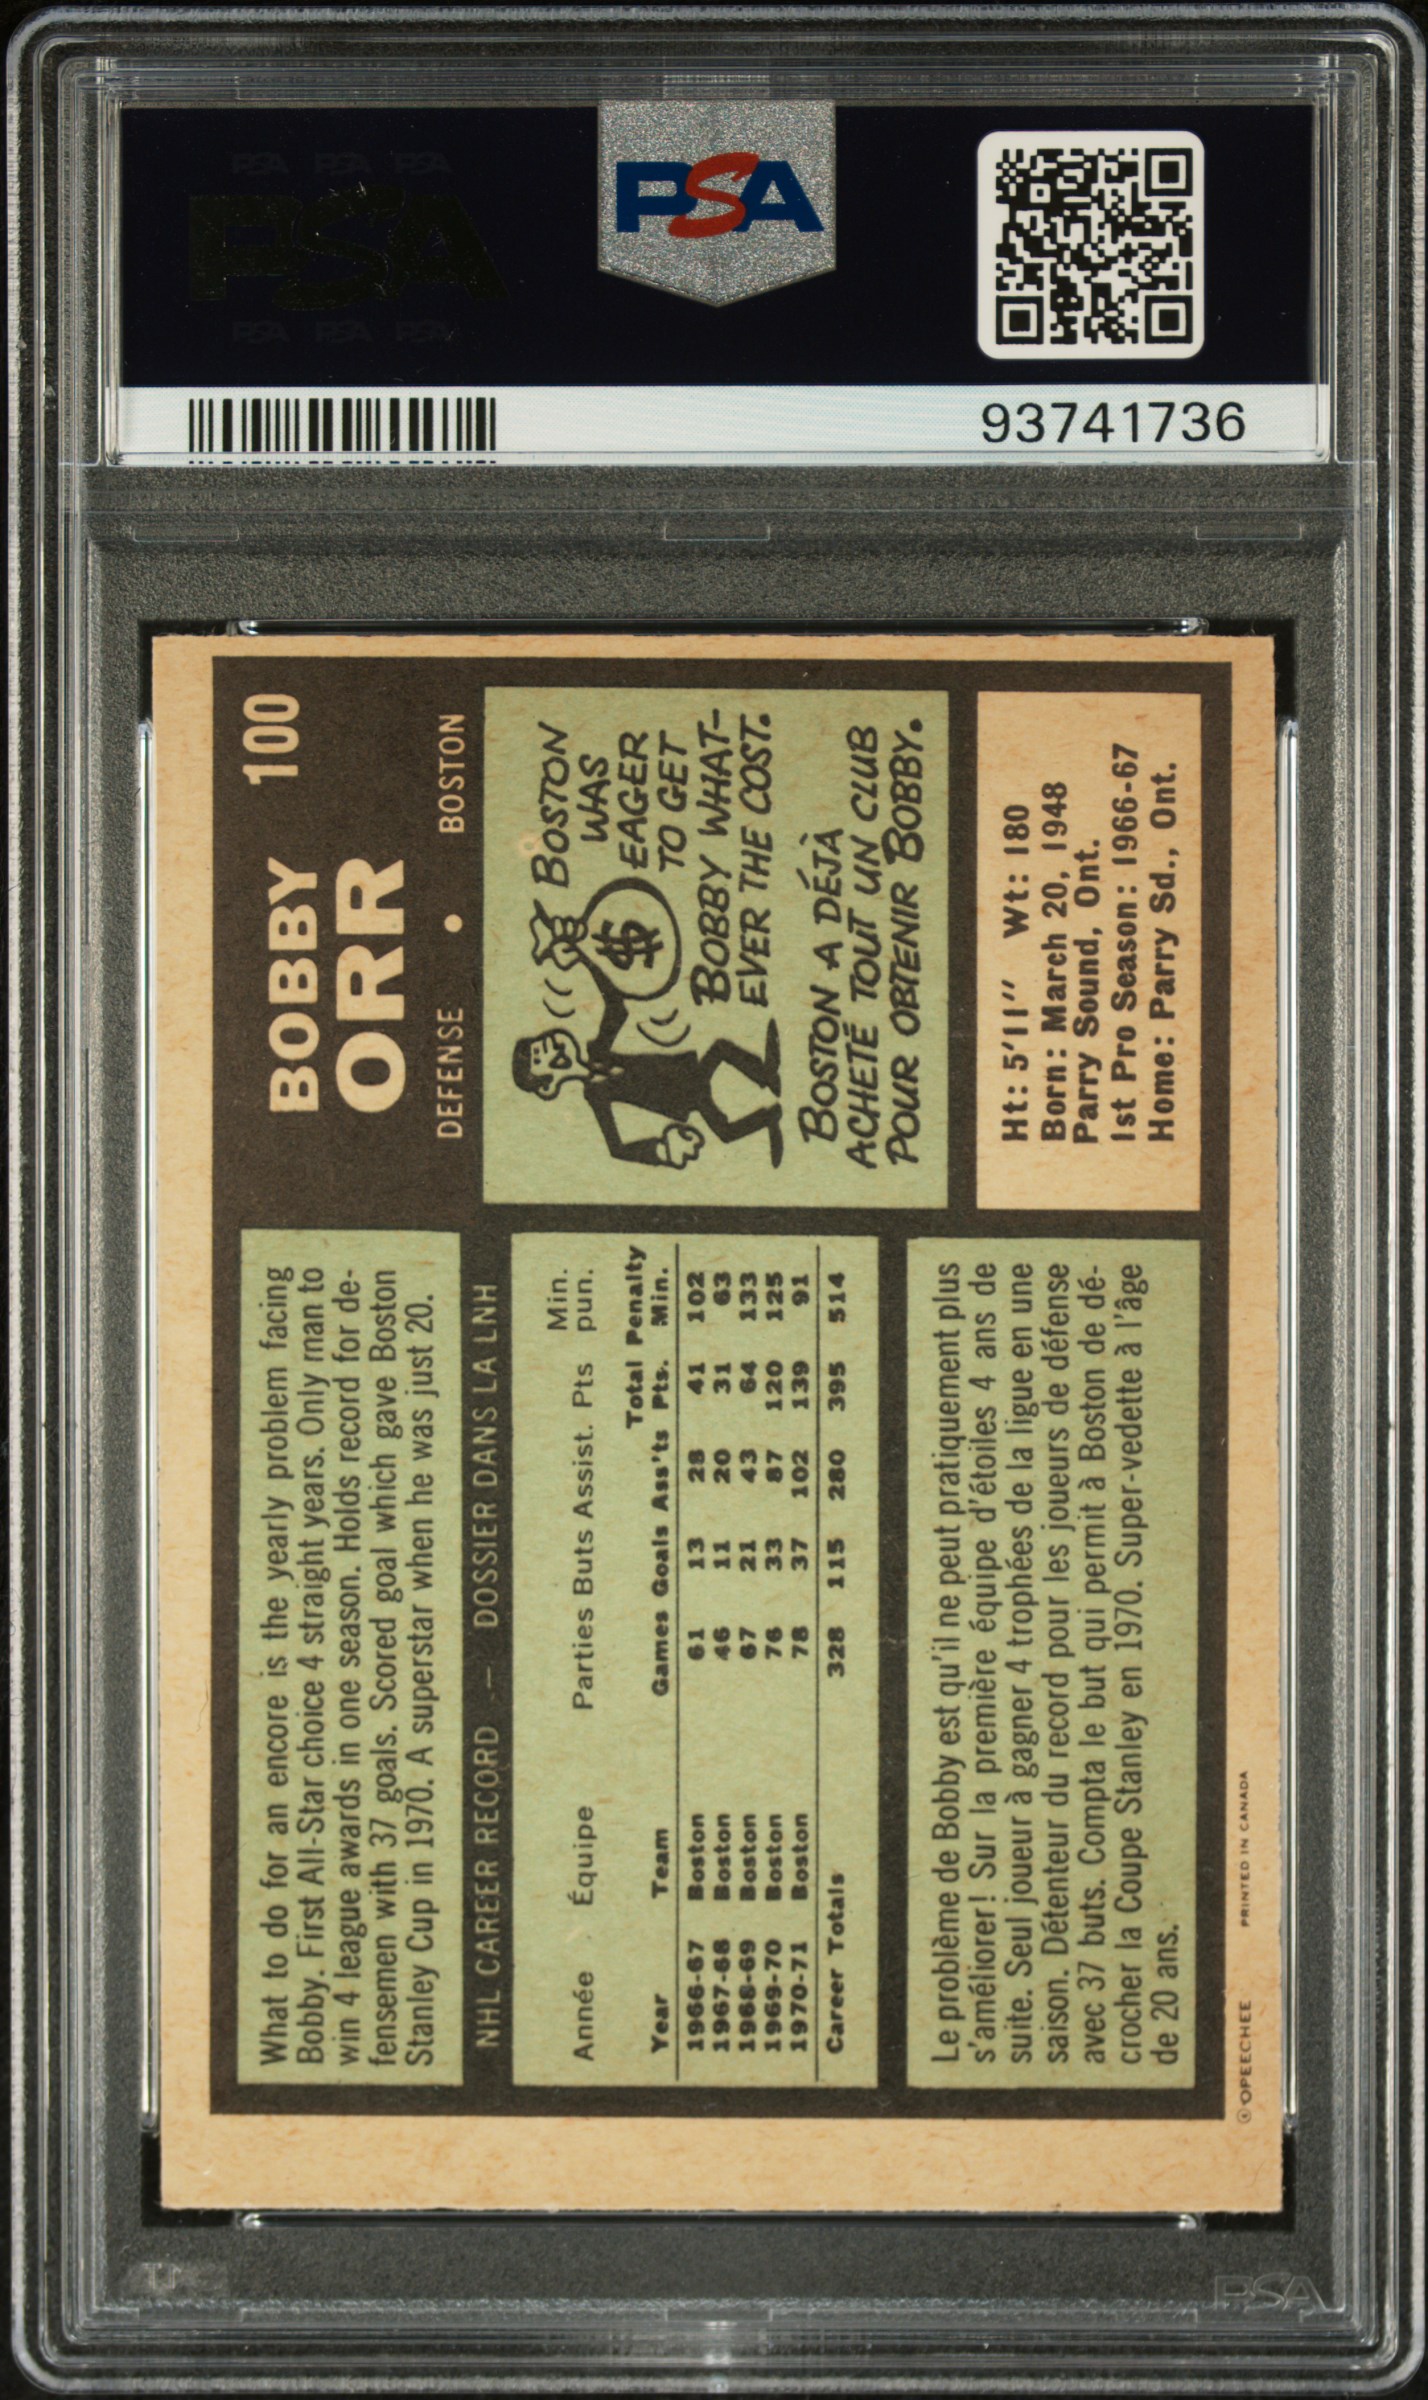 PSA PSA PSA
PSA
PSA PSA PSA
PSA
93741736
BOBBY
ORR
100
DEFENSE • BOSTON
What to do for an encore is the yearly problem facing
Bobby. First All-Star choice 4 straight years. Only man to
win 4 league awards in one season. Holds record for de-
fensemen with 37 goals. Scored goal which gave Boston
Stanley Cup in 1970. A superstar when he was just 20.
BOSTON
WAS
EAGER
TO GET
BOBBY WHAT-
EVER THE COST.
$
BOSTON A DÉJÀ
ACHETÉ TOUT UN CLUB
POUR OBTENIR BOBBY.
NHL CAREER RECORD — DOSSIER DANS LA LNH
Année Équipe Parties Buts Assist. Pts Min. pun.
Year Team Games Goals Ass'ts Total Pts. Penalty Min.
1966-67 Boston 61 13 28 41 102
1967-68 Boston 46 11 20 31 63
1968-69 Boston 67 21 43 64 133
1969-70 Boston 76 33 87 120 125
1970-71 Boston 78 37 102 139 91
Career Totals 328 115 280 395 514
Ht: 5'11" Wt: 180
Born: March 20, 1948
Parry Sound, Ont.
1st Pro Season: 1966-67
Home: Parry Sd., Ont.
Le problème de Bobby est qu'il ne peut pratiquement plus
s'améliorer! Sur la première équipe d'étoiles 4 ans de
suite. Seul joueur à gagner 4 trophées de la ligue en une
saison. Détenteur du record pour les joueurs de défense
avec 37 buts. Compta le but qui permit à Boston de dé-
crocher la Coupe Stanley en 1970. Super-vedette à l'âge
de 20 ans.
©OPEECHEE PRINTED IN CANADA
PSA